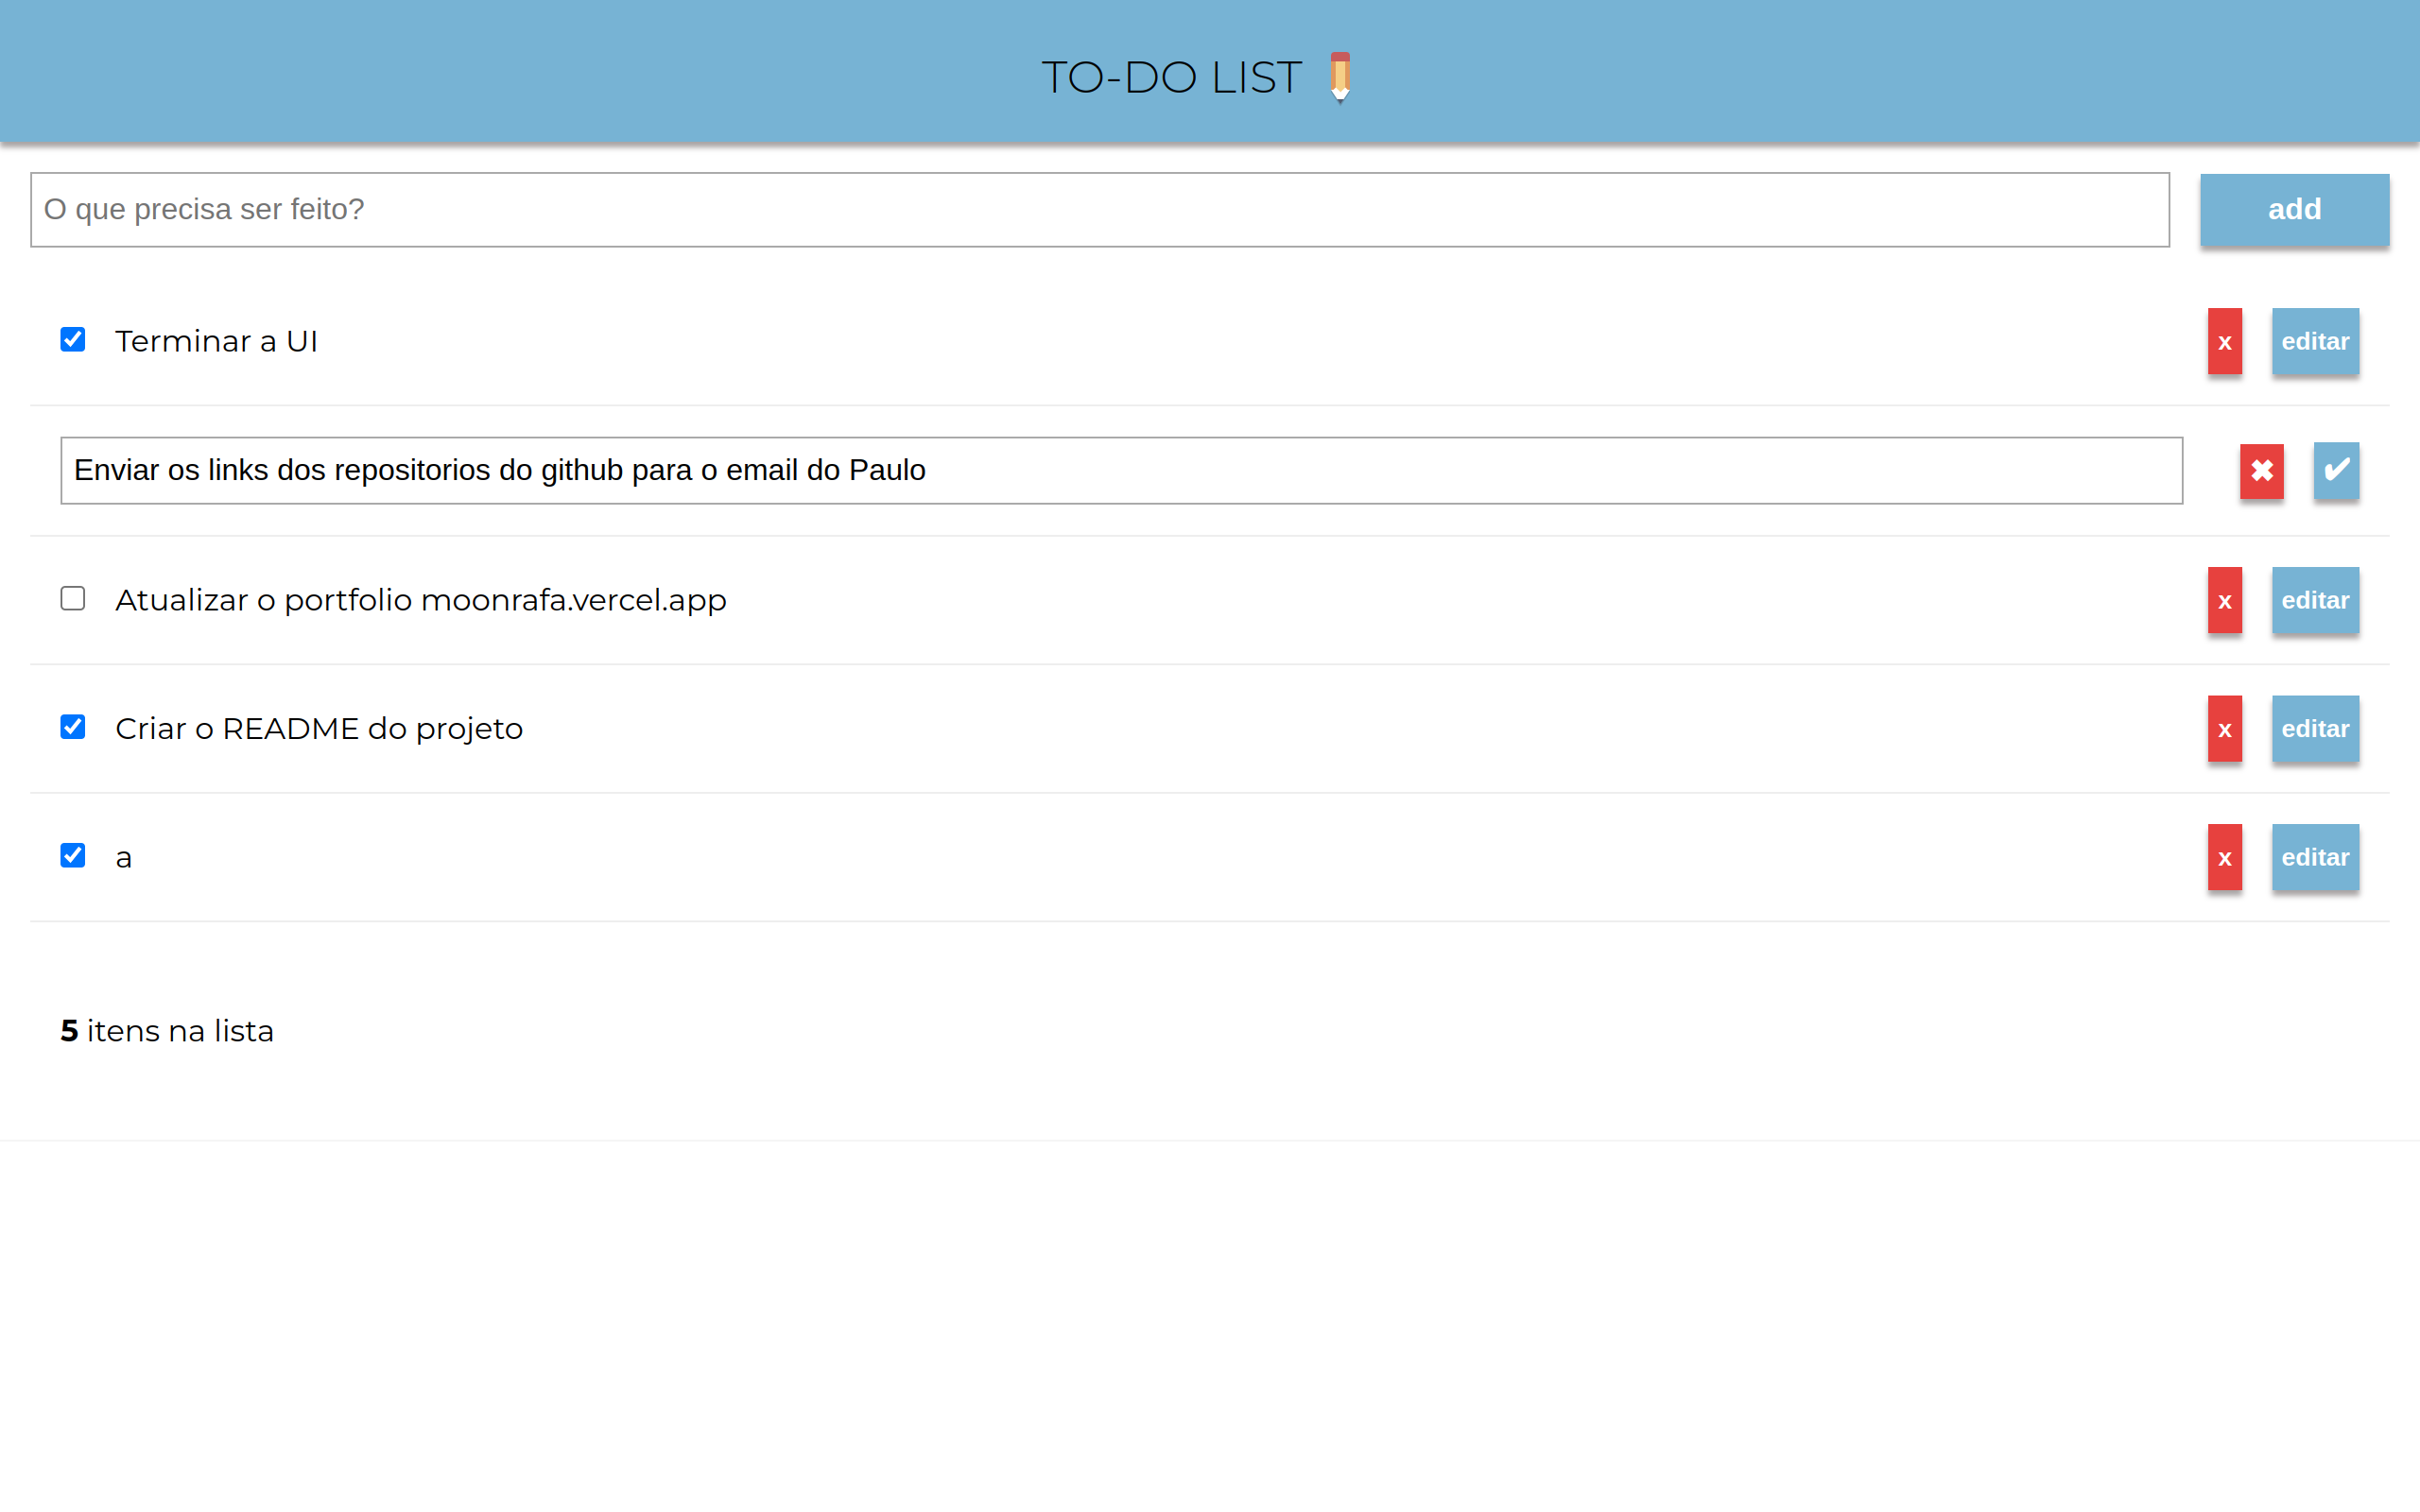 TO-DO LIST ✏️
O que precisa ser feito? add
Terminar a UI x editar
Enviar os links dos repositorios do github para o email do Paulo ✖ ✔
Atualizar o portfolio moonrafa.vercel.app x editar
Criar o README do projeto x editar
a x editar
5 itens na lista